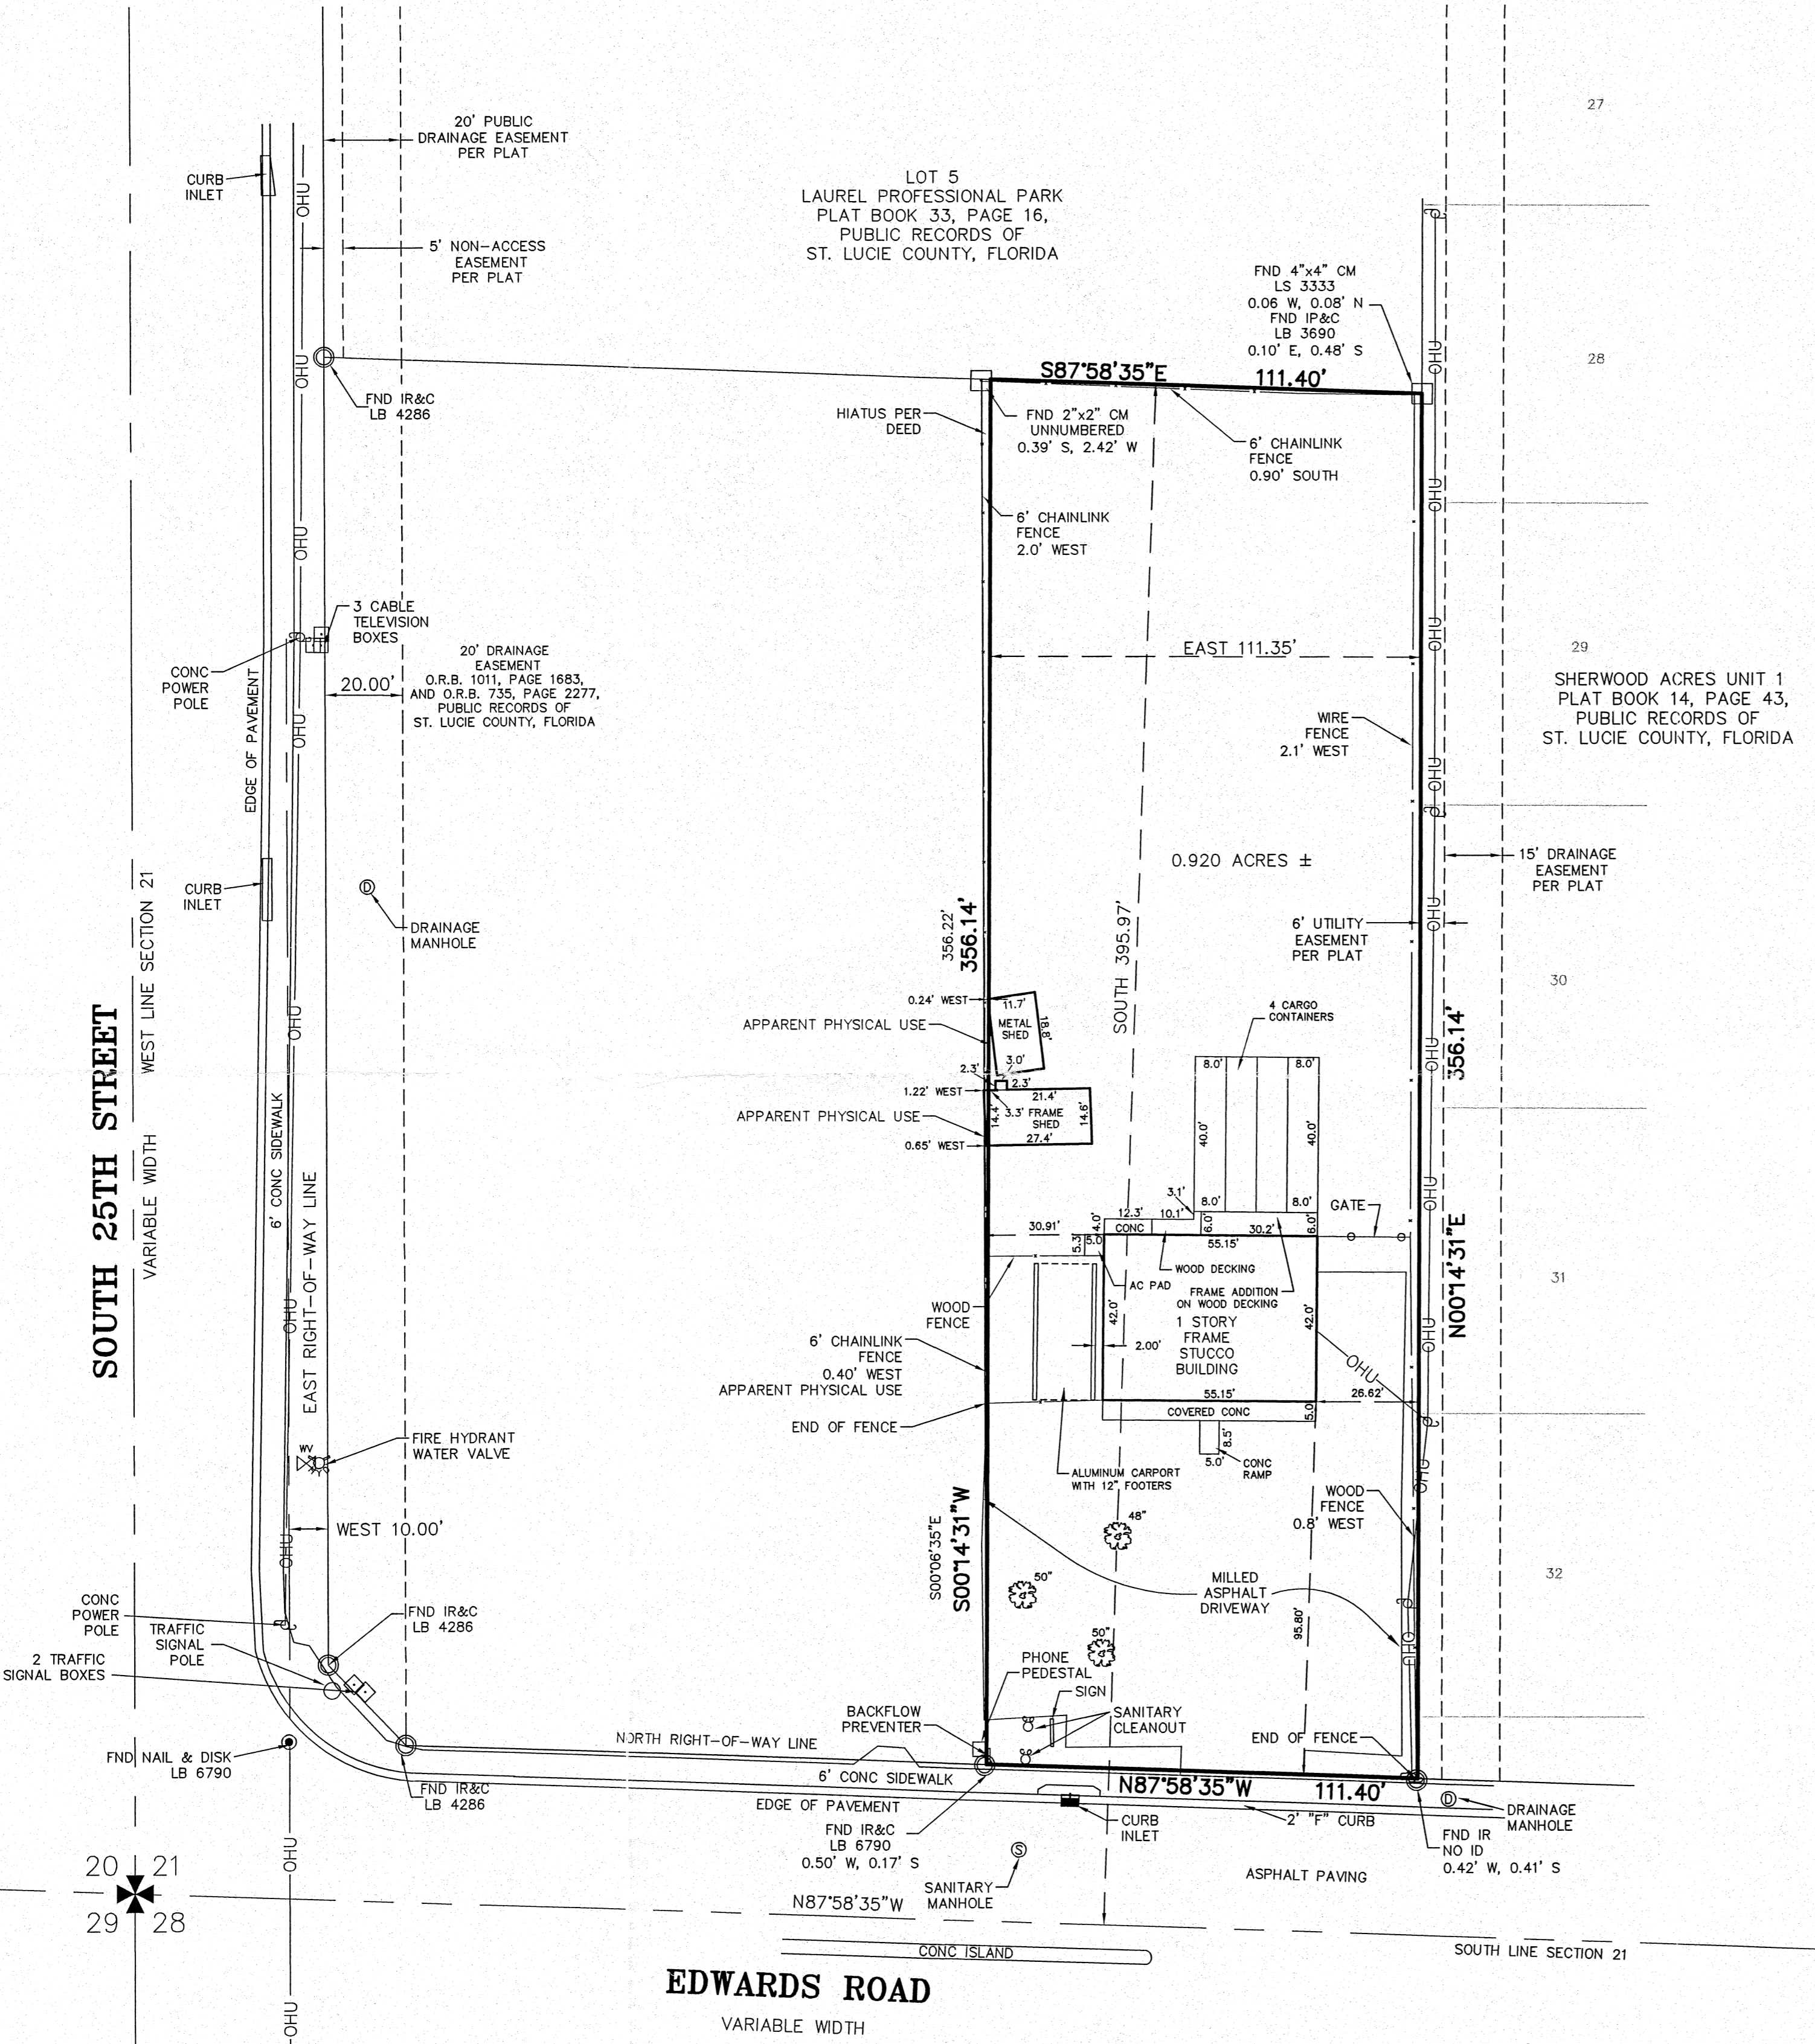 20' PUBLIC
DRAINAGE EASEMENT
PER PLAT
CURB
INLET
OHU
5' NON-ACCESS
EASEMENT
PER PLAT
LOT 5
LAUREL PROFESSIONAL PARK
PLAT BOOK 33, PAGE 16,
PUBLIC RECORDS OF
ST. LUCIE COUNTY, FLORIDA
27
FND 4"x4" CM
LS 3333
0.06 W, 0.08' N
FND IP&C
LB 3690
0.10' E, 0.48' S
OHU
28
OHU
FND IR&C
LB 4286
S87°58'35"E 111.40'
HIATUS PER
DEED
FND 2"x2" CM
UNNUMBERED
0.39' S, 2.42' W
6' CHAINLINK
FENCE
0.90' SOUTH
OHU
6' CHAINLINK
FENCE
2.0' WEST
OHU
3 CABLE
TELEVISION
BOXES
CONC
POWER
POLE
20.00'
20' DRAINAGE
EASEMENT
O.R.B. 1011, PAGE 1683,
AND O.R.B. 735, PAGE 2277,
PUBLIC RECORDS OF
ST. LUCIE COUNTY, FLORIDA
EDGE OF PAVEMENT
OHU
EAST 111.35'
OHU
29
SHERWOOD ACRES UNIT 1
PLAT BOOK 14, PAGE 43,
PUBLIC RECORDS OF
ST. LUCIE COUNTY, FLORIDA
WIRE
FENCE
2.1' WEST
OHU
0.920 ACRES ±
15' DRAINAGE
EASEMENT
PER PLAT
CURB
INLET
D
DRAINAGE
MANHOLE
WEST LINE SECTION 21
356.22'
356.14'
SOUTH 395.97'
6' UTILITY
EASEMENT
PER PLAT
OHU
30
SOUTH 25TH STREET
VARIABLE WIDTH
OHU
0.24' WEST
11.7'
METAL
SHED
18.8'
3.0'
APPARENT PHYSICAL USE
4 CARGO
CONTAINERS
356.14'
OHU
2.3'
2.3'
1.22' WEST
21.4'
14.4'
3.3' FRAME
SHED
14.6'
27.4'
APPARENT PHYSICAL USE
0.65' WEST
8.0'
8.0'
40.0'
40.0'
8.0'
8.0'
6' CONC SIDEWALK
EAST RIGHT-OF-WAY LINE
OHU
3.1'
12.3'
10.1'
CONC
4.0'
6.0'
30.2'
6.0'
GATE
OHU
30.91'
5.3'
5.0'
55.15'
WOOD DECKING
AC PAD
FRAME ADDITION
ON WOOD DECKING
31
N00°14'31"E
OHU
WOOD
FENCE
42.0'
1 STORY
FRAME
STUCCO
BUILDING
42.0'
2.00'
OHU
6' CHAINLINK
FENCE
0.40' WEST
APPARENT PHYSICAL USE
55.15'
26.62'
COVERED CONC
5.0'
END OF FENCE
8.5'
5.0'
CONC
RAMP
FIRE HYDRANT
WATER VALVE
WV
ALUMINUM CARPORT
WITH 12" FOOTERS
OHU
WOOD
FENCE
0.8' WEST
WEST 10.00'
OHU
48"
S00°06'35"E
S00°14'31"W
50"
MILLED
ASPHALT
DRIVEWAY
32
CONC
POWER
POLE
FND IR&C
LB 4286
TRAFFIC
SIGNAL
POLE
2 TRAFFIC
SIGNAL BOXES
50"
95.80'
OHU
PHONE
PEDESTAL
SIGN
BACKFLOW
PREVENTER
SANITARY
CLEANOUT
END OF FENCE
NORTH RIGHT-OF-WAY LINE
FND NAIL & DISK
LB 6790
6' CONC SIDEWALK
FND IR&C
LB 4286
N87°58'35"W 111.40'
EDGE OF PAVEMENT
D
DRAINAGE
MANHOLE
CURB
INLET
2' "F" CURB
FND IR&C
LB 6790
0.50' W, 0.17' S
S
FND IR
NO ID
0.42' W, 0.41' S
OHU
20 21
29 28
SANITARY
MANHOLE
ASPHALT PAVING
N87°58'35"W
SOUTH LINE SECTION 21
CONC ISLAND
EDWARDS ROAD
OHU
VARIABLE WIDTH